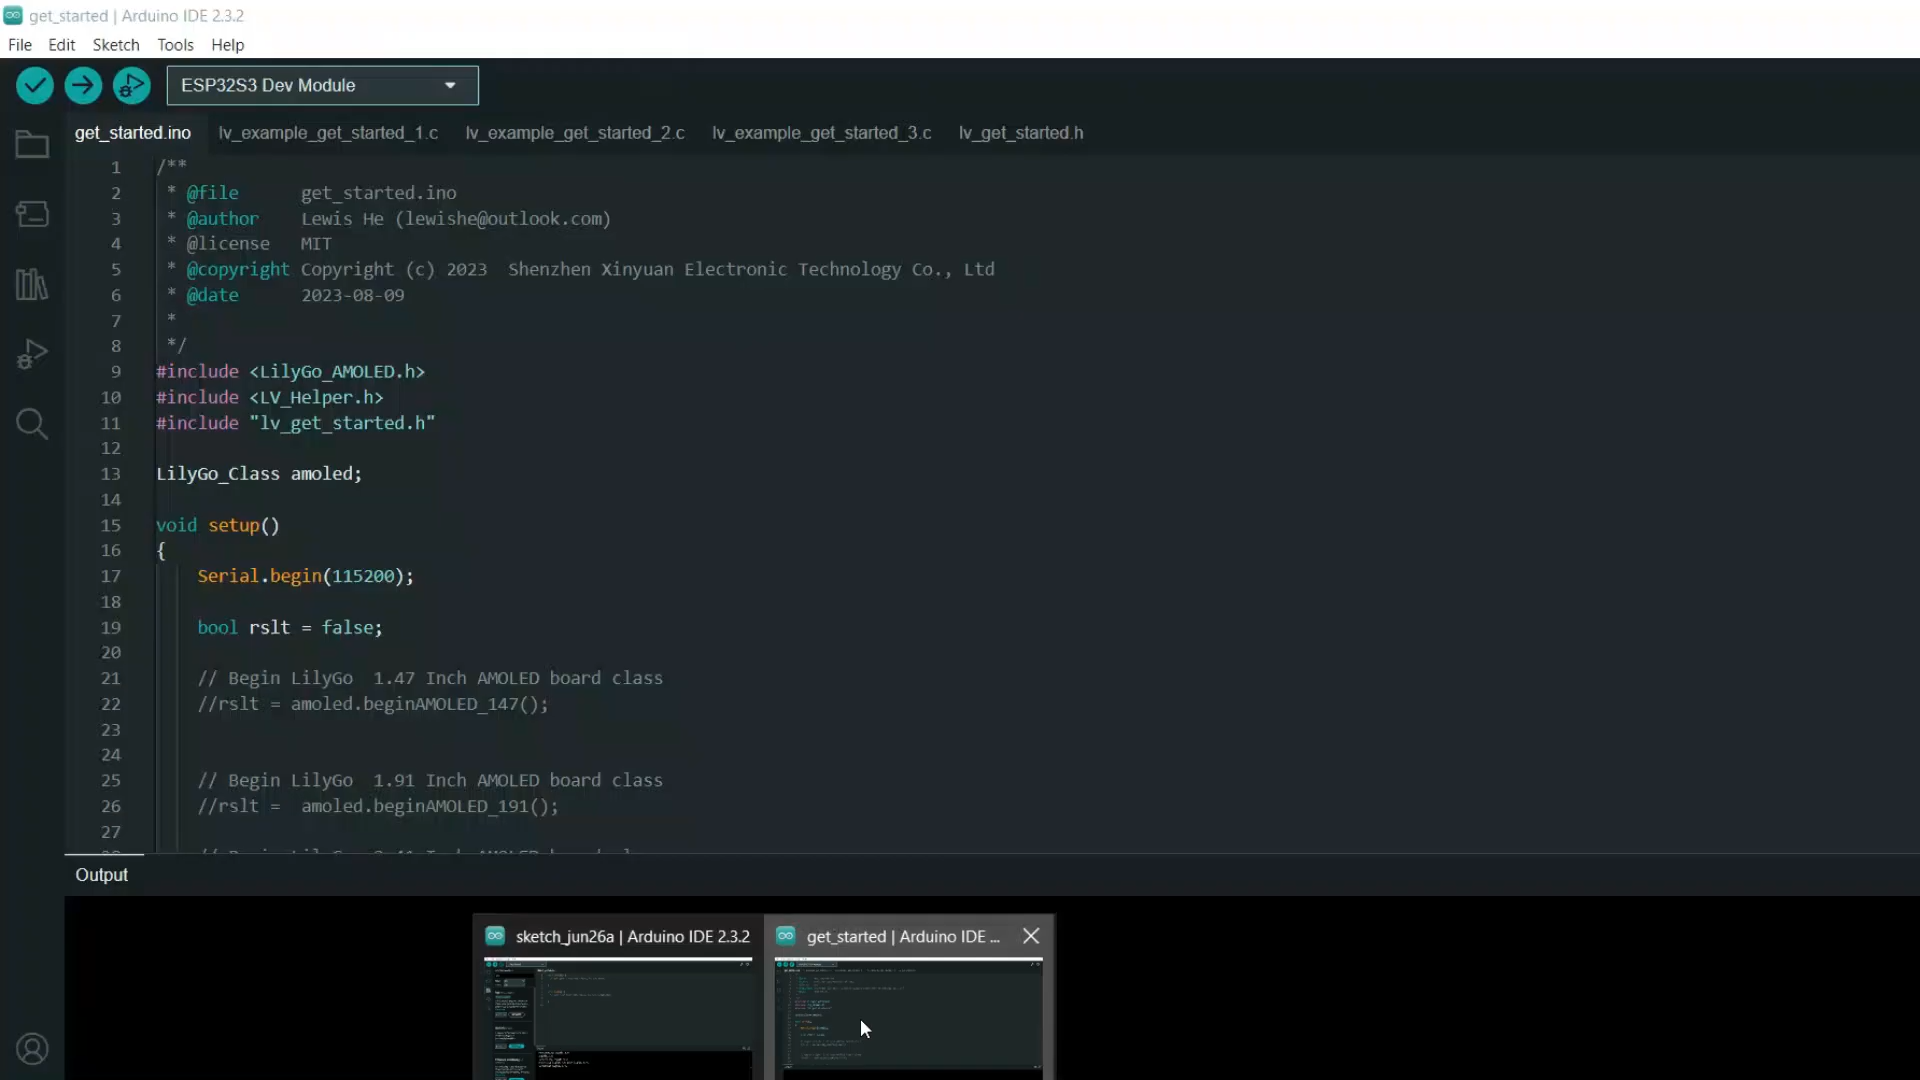 get_started | Arduino IDE 2.3.2
File Edit Sketch Tools Help
ESP32S3 Dev Module
get_started.ino lv_example_get_started_1.c lv_example_get_started_2.c lv_example_get_started_3.c lv_get_started.h
1 /**
2 * @file get_started.ino
3 * @author Lewis He (lewishe@outlook.com)
4 * @license MIT
5 * @copyright Copyright (c) 2023 Shenzhen Xinyuan Electronic Technology Co., Ltd
6 * @date 2023-08-09
7 *
8 */
9 #include <LilyGo_AMOLED.h>
10 #include <LV_Helper.h>
11 #include "lv_get_started.h"
12
13 LilyGo_Class amoled;
14
15 void setup()
16 {
17 Serial.begin(115200);
18
19 bool rslt = false;
20
21 // Begin LilyGo 1.47 Inch AMOLED board class
22 //rslt = amoled.beginAMOLED_147();
23
24
25 // Begin LilyGo 1.91 Inch AMOLED board class
26 //rslt = amoled.beginAMOLED_191();
27
Output
sketch_jun26a | Arduino IDE 2.3.2
get_started | Arduino IDE ...